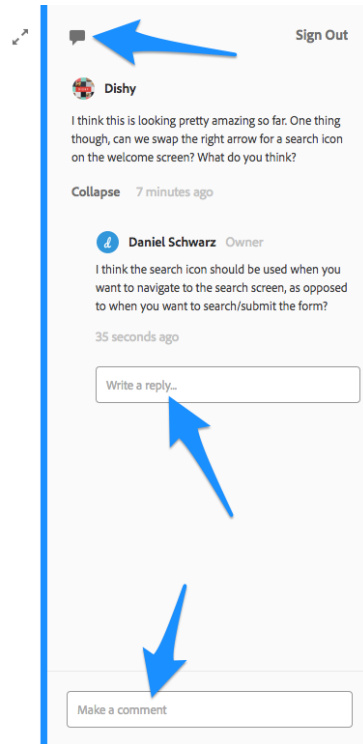 Sign Out
Dishy
I think this is looking pretty amazing so far. One thing
though, can we swap the right arrow for a search icon
on the welcome screen? What do you think?
Collapse 7 minutes ago
d Daniel Schwarz Owner
I think the search icon should be used when you
want to navigate to the search screen, as opposed
to when you want to search/submit the form?
35 seconds ago
Write a reply...
Make a comment